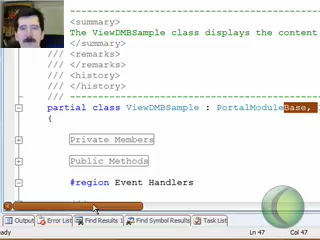 /// -----------------------------------------
<summary>
The ViewDMBSample class displays the content
/// </summary>
/// <remarks>
/// </remarks>
/// <history>
/// </history>
/// -----------------------------------------
partial class ViewDMBSample : PortalModuleBase,
{
Private Members
Public Methods
#region Event Handlers
Output Error List Find Results 1 Find Symbol Results Task List
eady Ln 47 Col 47